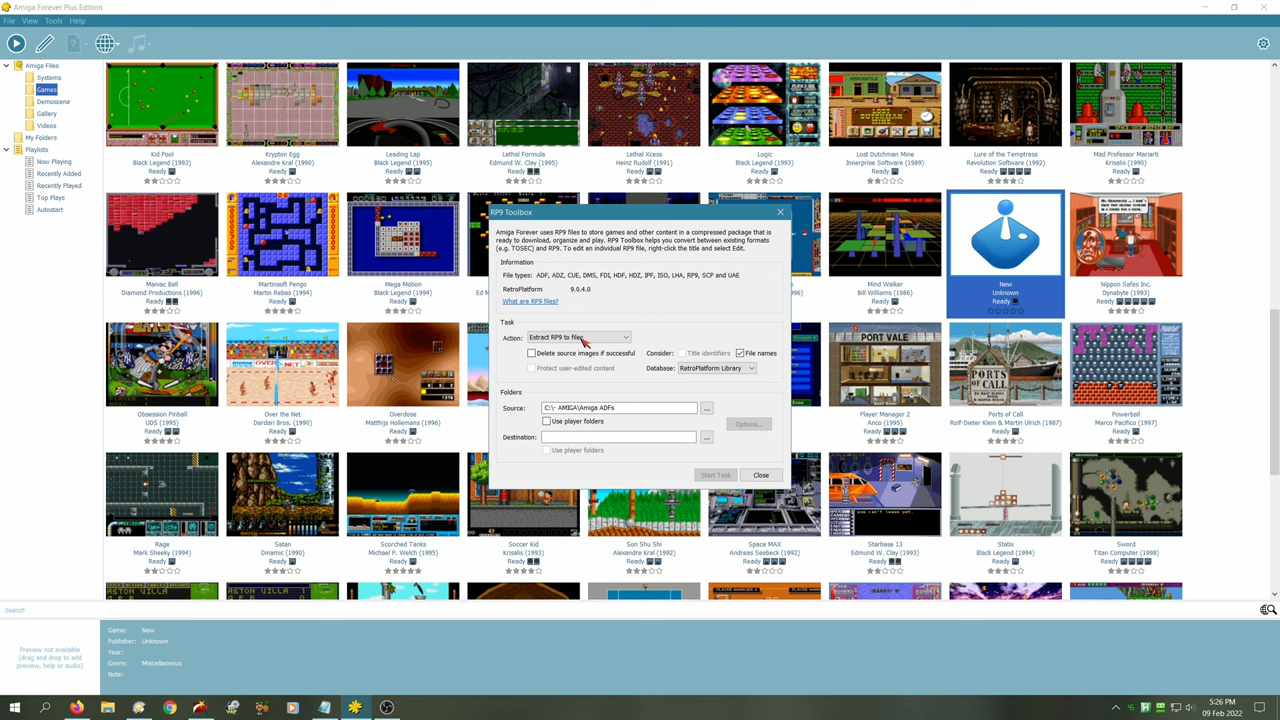 Amiga Forever Plus Edition
File View Tools Help
Amiga Files
Systems
Games
Demoscene
Gallery
Videos
My Folders
Playlists
Now Playing
Recently Added
Recently Played
Top Plays
Autostart
Kid Pool
Black Legend (1993)
Ready
Krypton Egg
Alexandre Kral (1990)
Ready
Leading Lap
Black Legend (1995)
Ready
Lethal Formula
Edmund W. Clay (1995)
Ready
Lethal Xcess
Heinz Rudolf (1991)
Ready
Logic
Black Legend (1993)
Ready
Lost Dutchman Mine
Innerprise Software (1989)
Ready
Lure of the Temptress
Revolution Software (1992)
Ready
Mad Professor Mariarti
Krisalis (1990)
Ready
Maniac Ball
Diamond Productions (1996)
Ready
Martinsoft Pengo
Martin Rebas (1994)
Ready
Mega Motion
Black Legend (1994)
Ready
Mind Walker
Bill Williams (1986)
Ready
New
Unknown
Ready
Nippon Safes Inc.
Dynabyte (1993)
Ready
RP9 Toolbox
Amiga Forever uses RP9 files to store games and other content in a compressed package that is
ready to download, organize and play. RP9 Toolbox helps you convert between existing formats
(e.g. TOSEC) and RP9. To edit an individual RP9 file, right-click the title and select Edit.
Information
File types: ADF, ADZ, CUE, DMS, FDI, HDF, HDZ, IPF, ISO, LHA, RP9, SCP and UAE
RetroPlatform 9.0.4.0
What are RP9 files?
Task
Action: Extract RP9 to files
Delete source images if successful Consider: Title identifiers File names
Protect user-edited content Database: RetroPlatform Library
Folders
Source: C:\- AMIGA\Amiga ADFs ...
Use player folders
Options...
Destination: ...
Use player folders
Start Task Close
Obsession Pinball
UDS (1995)
Ready
Over the Net
Dardari Bros. (1990)
Ready
Overdose
Matthijs Hollemans (1996)
Ready
PORT VALE
Player Manager 2
Anco (1995)
Ready
PORTS OF CALL
Ports of Call
Rolf-Dieter Klein & Martin Ulrich (1987)
Ready
Powerball
Marco Pacifico (1997)
Ready
Rage
Mark Sheeky (1994)
Ready
Satan
Dinamic (1990)
Ready
Scorched Tanks
Michael P. Welch (1995)
Ready
Soccer Kid
Krisalis (1993)
Ready
Son Shu Shi
Alexandre Kral (1992)
Ready
Space MAX
Andreas Seebeck (1992)
Ready
you can't leave yet.
Starbase 13
Edmund W. Clay (1993)
Ready
Statix
Black Legend (1994)
Ready
Sword
Titan Computer (1998)
Ready
ASTON VILLA
ASTON VILLA
Search
Preview not available
(drag and drop to add
preview, help or audio)
Game: New
Publisher: Unknown
Year:
Genre: Miscellaneous
Note:
5:26 PM
09 Feb 2022